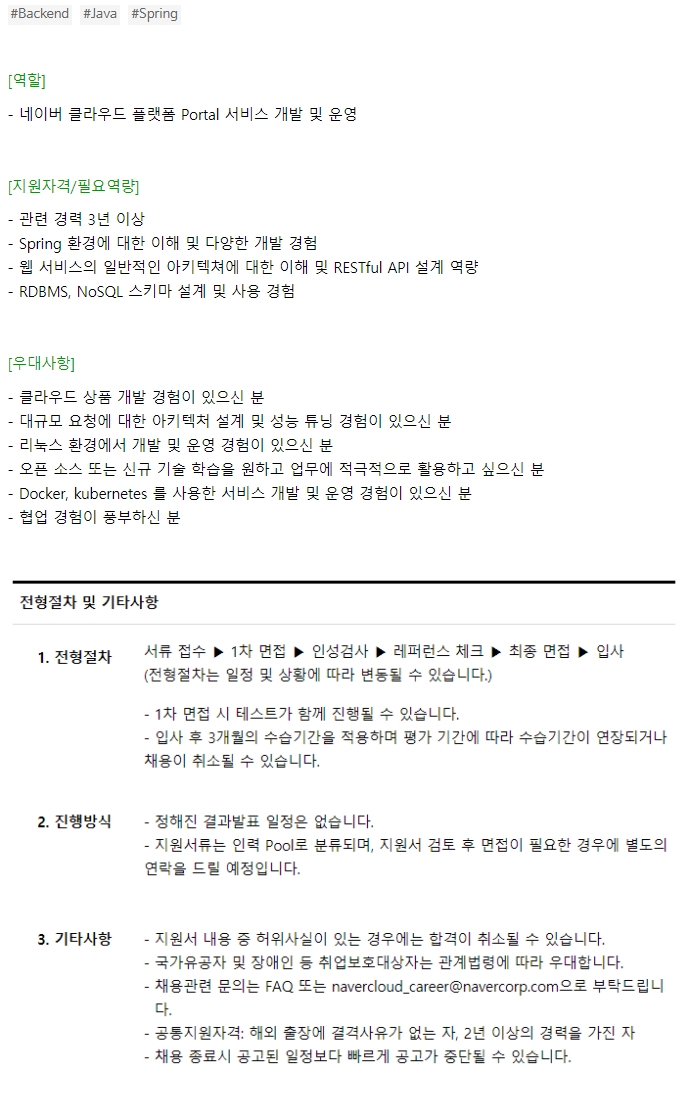 #Backend #Java #Spring
[역할]
- 네이버 클라우드 플랫폼 Portal 서비스 개발 및 운영
[지원자격/필요역량]
- 관련 경력 3년 이상
- Spring 환경에 대한 이해 및 다양한 개발 경험
- 웹 서비스의 일반적인 아키텍쳐에 대한 이해 및 RESTful API 설계 역량
- RDBMS, NoSQL 스키마 설계 및 사용 경험
[우대사항]
- 클라우드 상품 개발 경험이 있으신 분
- 대규모 요청에 대한 아키텍처 설계 및 성능 튜닝 경험이 있으신 분
- 리눅스 환경에서 개발 및 운영 경험이 있으신 분
- 오픈 소스 또는 신규 기술 학습을 원하고 업무에 적극적으로 활용하고 싶으신 분
- Docker, kubernetes 를 사용한 서비스 개발 및 운영 경험이 있으신 분
- 협업 경험이 풍부하신 분
전형절차 및 기타사항
1. 전형절차 서류 접수 ▶ 1차 면접 ▶ 인성검사 ▶ 레퍼런스 체크 ▶ 최종 면접 ▶ 입사
(전형절차는 일정 및 상황에 따라 변동될 수 있습니다.)
- 1차 면접 시 테스트가 함께 진행될 수 있습니다.
- 입사 후 3개월의 수습기간을 적용하며 평가 기간에 따라 수습기간이 연장되거나
채용이 취소될 수 있습니다.
2. 진행방식 - 정해진 결과발표 일정은 없습니다.
- 지원서류는 인력 Pool로 분류되며, 지원서 검토 후 면접이 필요한 경우에 별도의
연락을 드릴 예정입니다.
3. 기타사항 - 지원서 내용 중 허위사실이 있는 경우에는 합격이 취소될 수 있습니다.
- 국가유공자 및 장애인 등 취업보호대상자는 관계법령에 따라 우대합니다.
- 채용관련 문의는 FAQ 또는 navercloud_career@navercorp.com으로 부탁드립니
다.
- 공통지원자격: 해외 출장에 결격사유가 없는 자, 2년 이상의 경력을 가진 자
- 채용 종료시 공고된 일정보다 빠르게 공고가 중단될 수 있습니다.